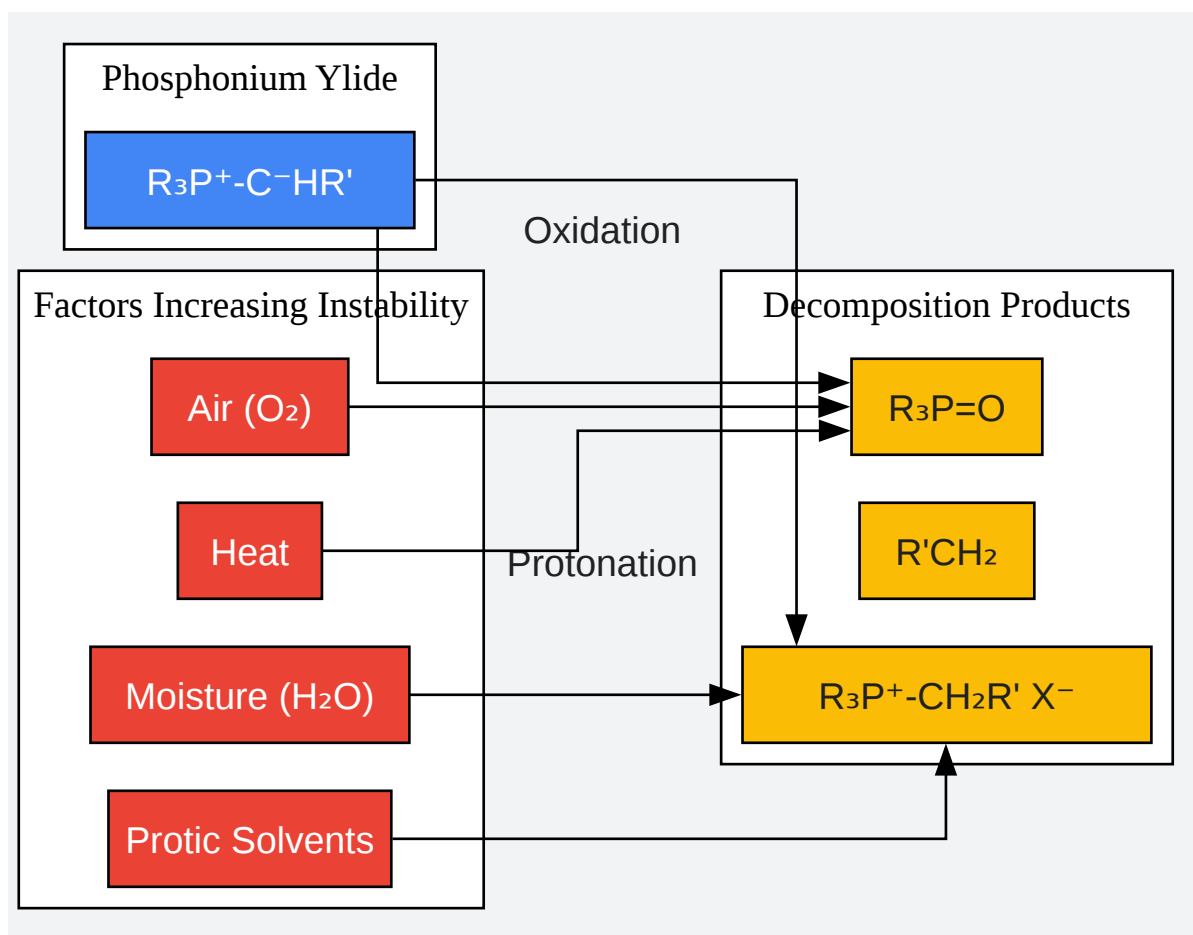 Phosphonium Ylide
R₃P⁺-C⁻HR'
Oxidation
Factors Increasing Instability
Decomposition Products
Air (O₂)
R₃P=O
Heat
Protonation
R'CH₂
Moisture (H₂O)
R₃P⁺-CH₂R' X⁻
Protic Solvents